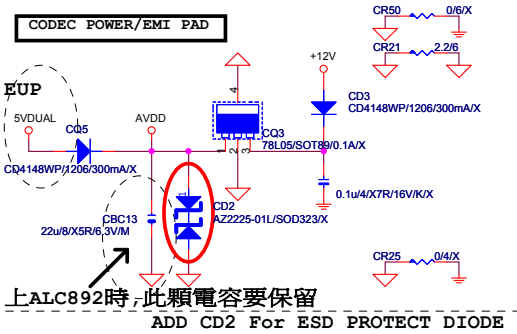 CODEC POWER/EMI PAD
CR50 0/6/X
CR21 2.2/6
+12V
EUP
4
CD3
CD4148WP/1206/300mA/X
5VDUAL
AVDD
CQ5
CQ3
78L05/SOT89/0.1A/X
1 2 3
CD4148WP/1206/300mA/X
0.1u/4/X7R/16V/K/X
1
CD2
AZ2225-01L/SOD323/X
CBC13
22u/8/X5R/6.3V/M
CR25 0/4/X
上ALC892時,此顆電容要保留
ADD CD2 For ESD PROTECT DIODE